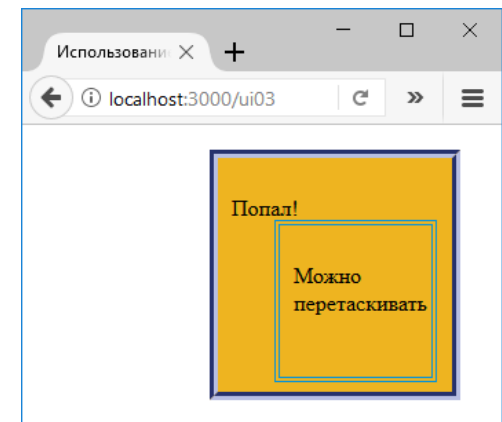 Использовани
localhost:3000/ui03
Попал!
Можно
перетаскивать